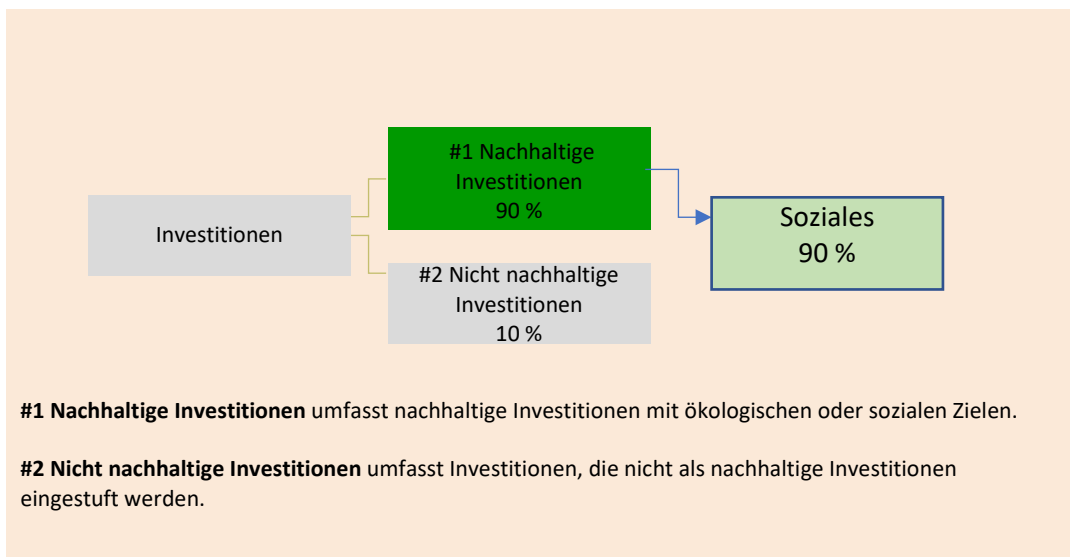 #1 Nachhaltige
Investitionen
90 %
Investitionen
Soziales
90 %
#2 Nicht nachhaltige
Investitionen
10 %
#1 Nachhaltige Investitionen umfasst nachhaltige Investitionen mit ökologischen oder sozialen Zielen.
#2 Nicht nachhaltige Investitionen umfasst Investitionen, die nicht als nachhaltige Investitionen
eingestuft werden.